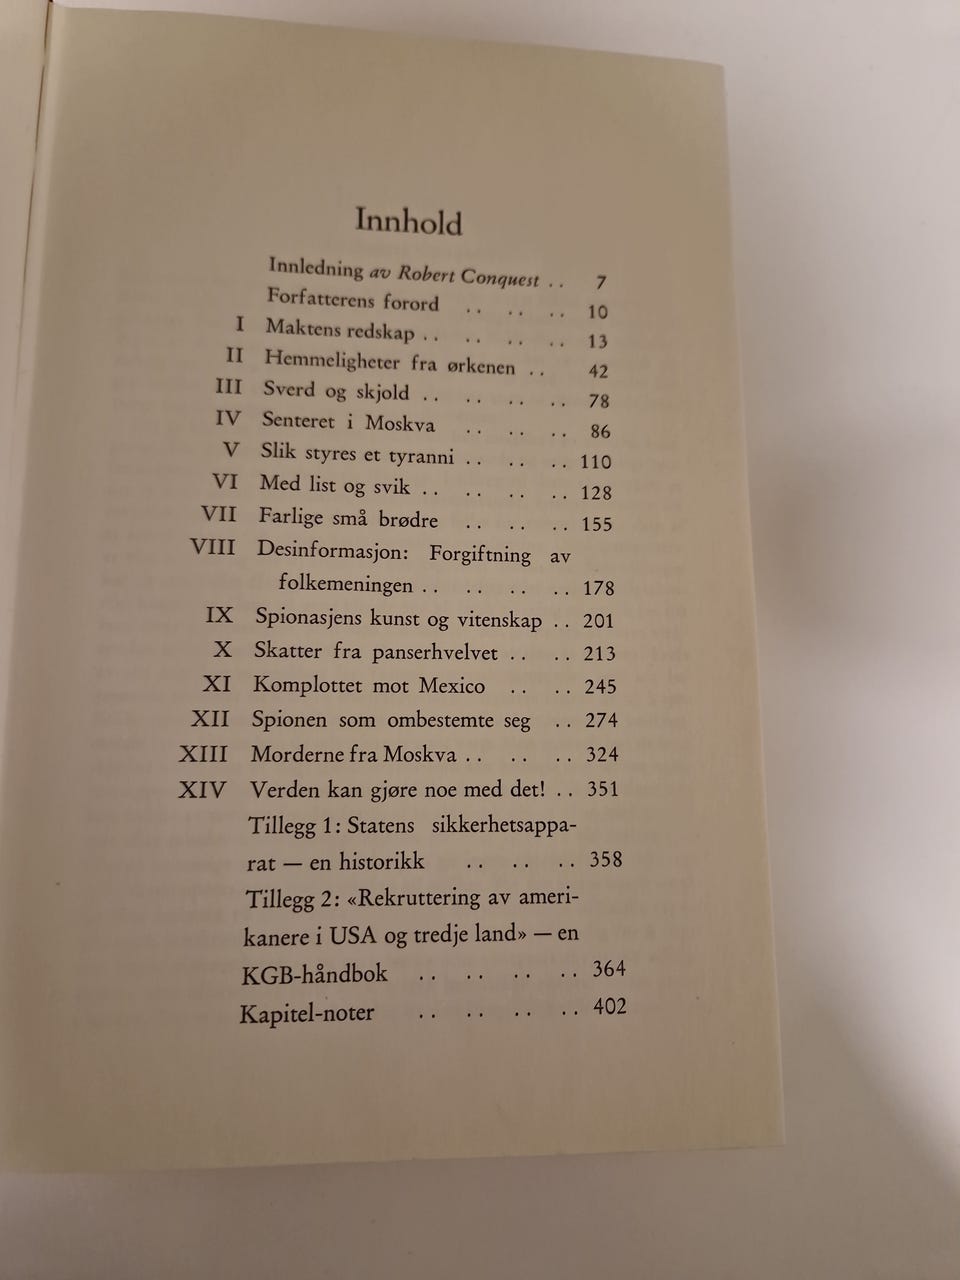 Innhold
Innledning av Robert Conquest . . 7
Forfatterens forord . . . . . . 10
I Maktens redskap . . . . . . . . 13
II Hemmeligheter fra ørkenen . . 42
III Sverd og skjold . . . . . . . . 78
IV Senteret i Moskva . . . . . . 86
V Slik styres et tyranni . . . . . . 110
VI Med list og svik . . . . . . . . 128
VII Farlige små brødre . . . . . . 155
VIII Desinformasjon: Forgiftning av
folkemeningen . . . . . . . . 178
IX Spionasjens kunst og vitenskap . . 201
X Skatter fra panserhvelvet . . . . 213
XI Komplottet mot Mexico . . . . 245
XII Spionen som ombestemte seg . . 274
XIII Morderne fra Moskva . . . . . . 324
XIV Verden kan gjøre noe med det! . . 351
Tillegg 1: Statens sikkerhetsappa-
rat — en historikk . . . . . . 358
Tillegg 2: «Rekruttering av ameri-
kanere i USA og tredje land» — en
KGB-håndbok . . . . . . . . 364
Kapitel-noter . . . . . . . . 402